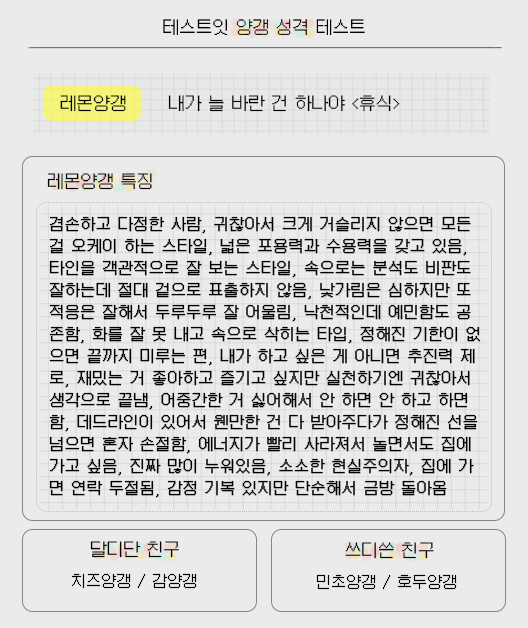 테스트잇 양갱 성격 테스트
레몬양갱 내가 늘 바란 건 하나야 <휴식>
레몬양갱 특징
겸손하고 다정한 사람, 귀찮아서 크게 거슬리지 않으면 모든
걸 오케이 하는 스타일, 넓은 포용력과 수용력을 갖고 있음,
타인을 객관적으로 잘 보는 스타일, 속으로는 분석도 비판도
잘하는데 절대 겉으로 표출하지 않음, 낯가림은 심하지만 또
적응은 잘해서 두루두루 잘 어울림, 낙천적인데 예민함도 공
존함, 화를 잘 못 내고 속으로 삭히는 타입, 정해진 기한이 없
으면 끝까지 미루는 편, 내가 하고 싶은 게 아니면 추진력 제
로, 재밌는 거 좋아하고 즐기고 싶지만 실천하기엔 귀찮아서
생각으로 끝냄, 어중간한 거 싫어해서 안 하면 안 하고 하면
함, 데드라인이 있어서 웬만한 건 다 받아주다가 정해진 선을
넘으면 혼자 손절함, 에너지가 빨리 사라져서 놀면서도 집에
가고 싶음, 진짜 많이 누워있음, 소소한 현실주의자, 집에 가
면 연락 두절됨, 감정 기복 있지만 단순해서 금방 돌아옴
달디단 친구
치즈양갱 / 감양갱
쓰디쓴 친구
민초양갱 / 호두양갱